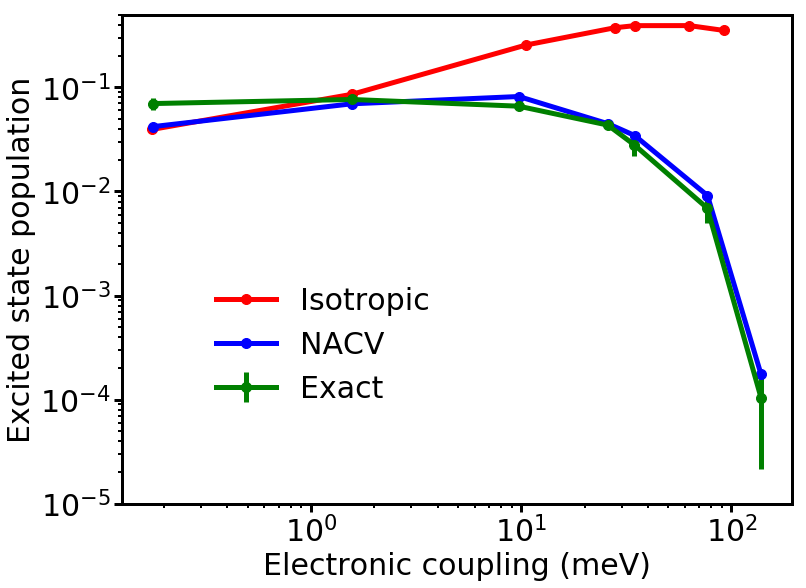 Excited state population
10⁻¹
10⁻²
10⁻³
10⁻⁴
10⁻⁵
Isotropic
NACV
Exact
10⁰ 10¹ 10²
Electronic coupling (meV)